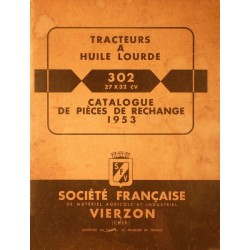 TRACTEURS
A
HUILE LOURDE
302
27 X 32 CV
CATALOGUE
DE PIÈCES DE RECHANGE
1953
SFV
SOCIÉTÉ FRANÇAISE
DE MATÉRIEL AGRICOLE ET INDUSTRIEL
VIERZON
(CHER)